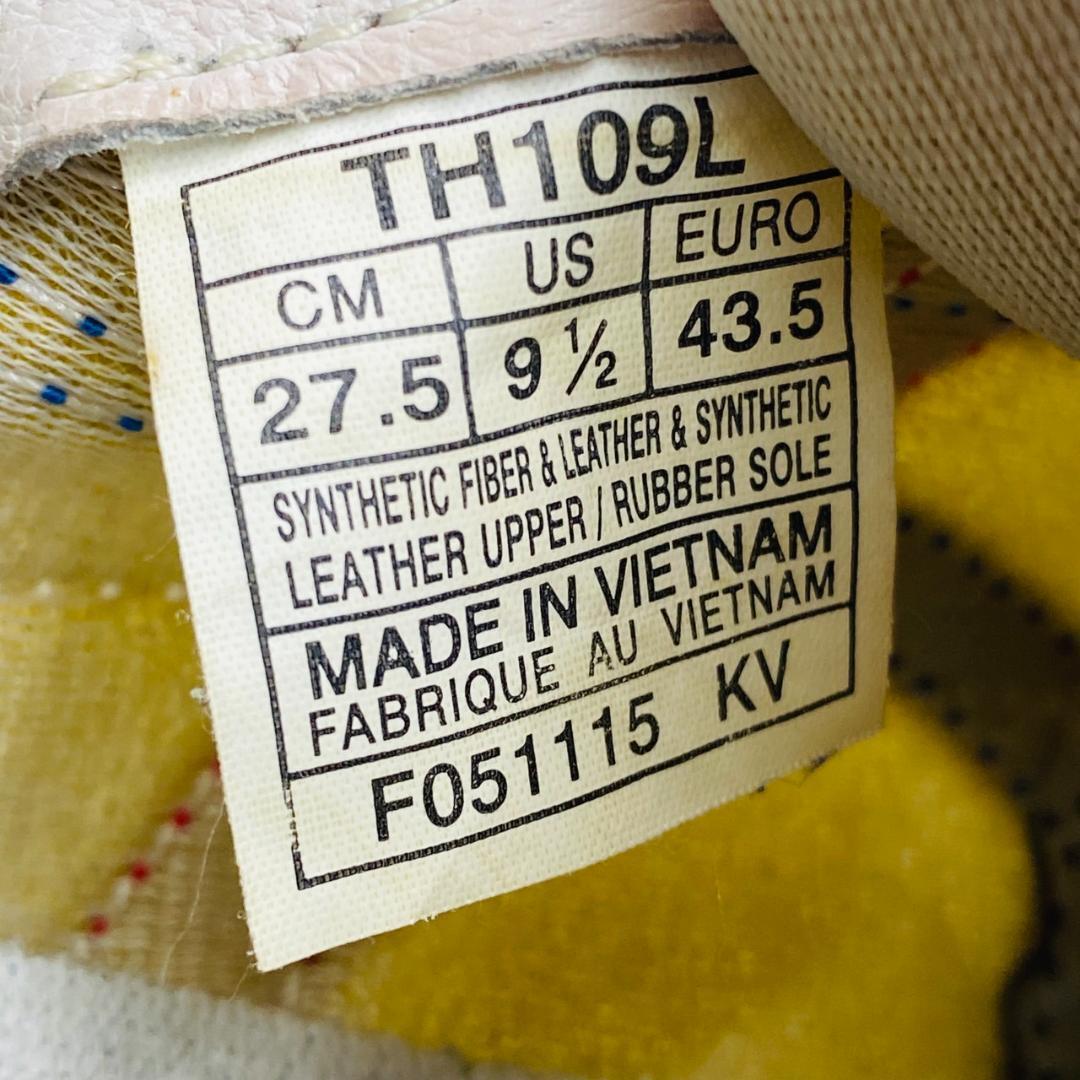 TH109L
CM US EURO
27.5 9 ½ 43.5
SYNTHETIC FIBER & LEATHER & SYNTHETIC
LEATHER UPPER / RUBBER SOLE
MADE IN VIETNAM
FABRIQUE AU VIETNAM
F051115 KV